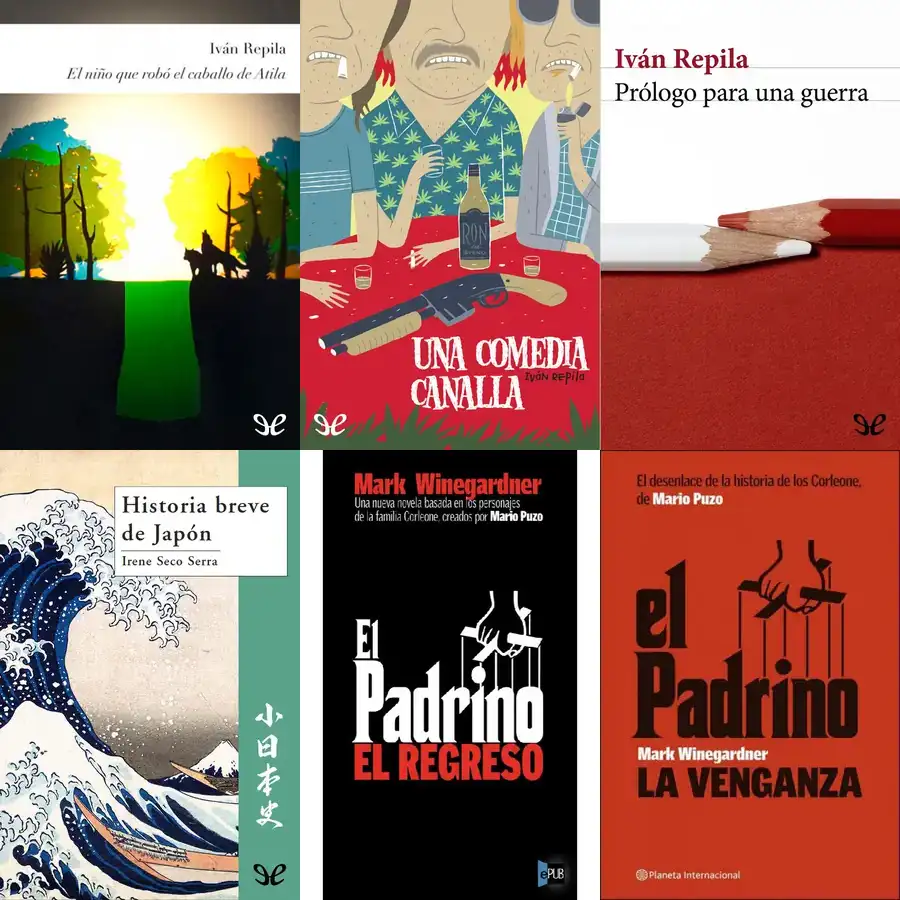 Iván Repila
El niño que robó el caballo de Atila
RON
UNA COMEDIA
Iván Repila
CANALLA
Iván Repila
Prólogo para una guerra
Historia breve
de Japón
Irene Seco Serra
小
日
本
史
Mark Winegardner
Una nueva novela basada en los personajes
de la familia Corleone, creados por Mario Puzo
El
Padrino
EL REGRESO
ePUB
El desenlace de la historia de los Corleone,
de Mario Puzo
el
Padrino
Mark Winegardner
LA VENGANZA
Planeta Internacional